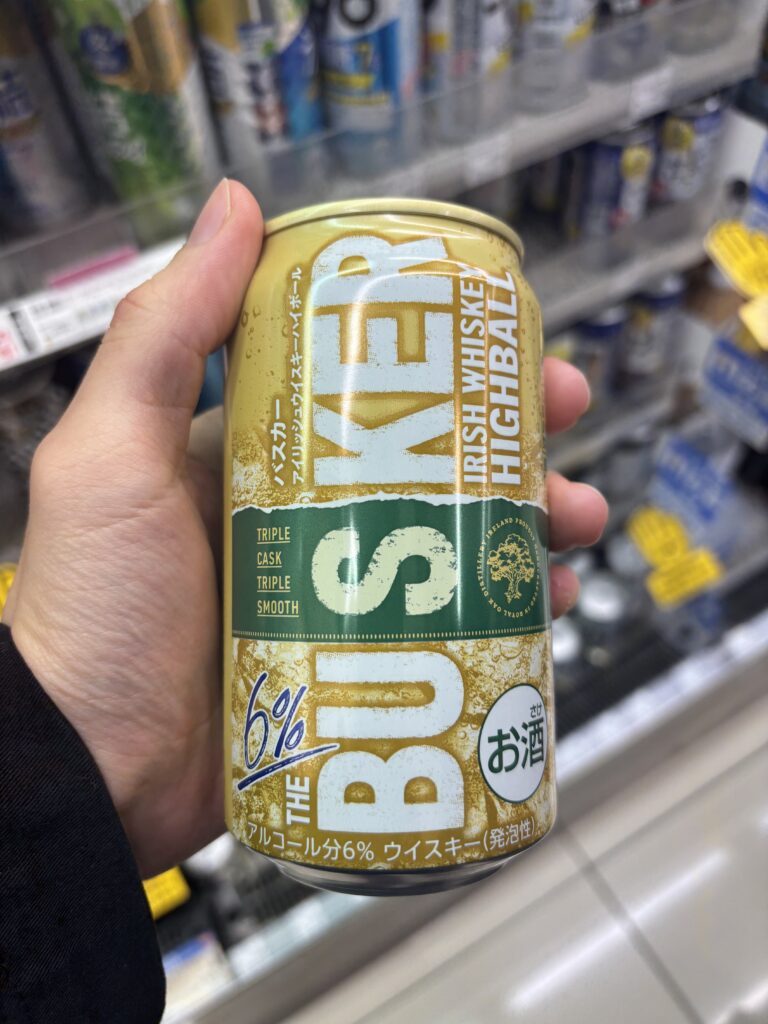 THE BUSKER
IRISH WHISKEY
HIGHBALL
バスカー
アイリッシュウイスキーハイボール
TRIPLE
CASK
TRIPLE
SMOOTH
6%
さけ
お酒
アルコール分6% ウイスキー(発泡性)